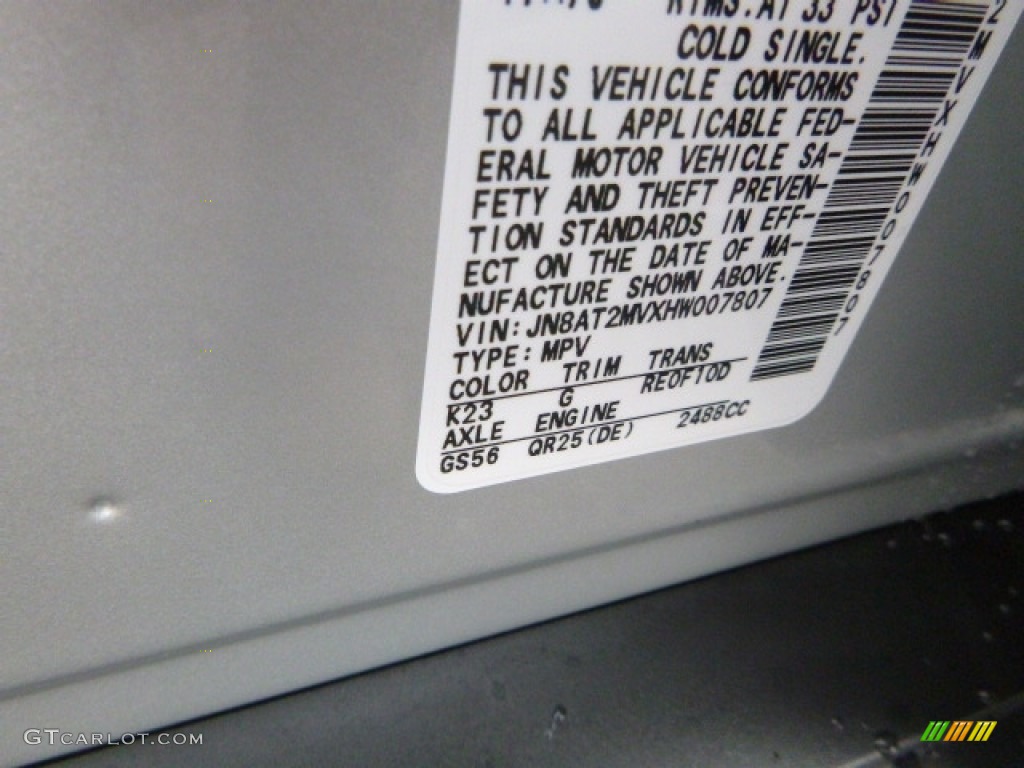 RIMS.AT 33 PSI
COLD SINGLE.
THIS VEHICLE CONFORMS
TO ALL APPLICABLE FED-
ERAL MOTOR VEHICLE SA-
FETY AND THEFT PREVEN-
TION STANDARDS IN EFF-
ECT ON THE DATE OF MA-
NUFACTURE SHOWN ABOVE.
VIN:JN8AT2MVXHW007807
TYPE:MPV
COLOR TRIM TRANS
K23 G RE0F10D
AXLE ENGINE
GS56 QR25(DE) 2488CC
2MVXHW007807
GTCARLOT.COM